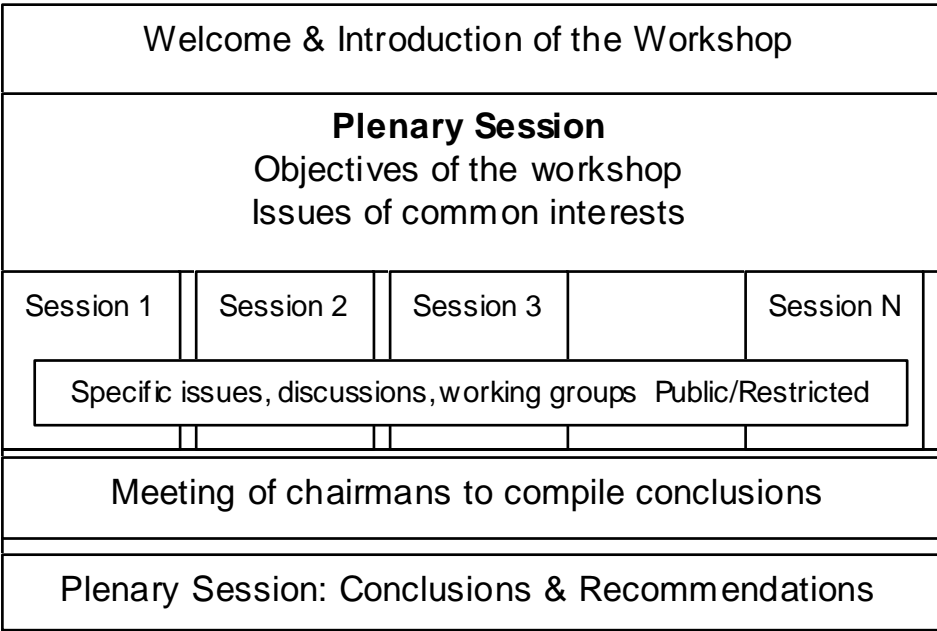 Welcome & Introduction of the Workshop
Plenary Session
Objectives of the workshop
Issues of common interests
Session 1
Session 2
Session 3
Session N
Specific issues, discussions, working groups Public/Restricted
Meeting of chairmans to compile conclusions
Plenary Session: Conclusions & Recommendations